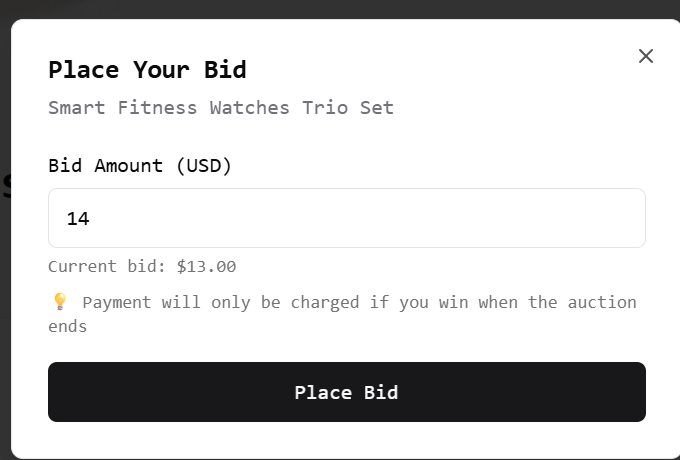 Place Your Bid
Smart Fitness Watches Trio Set
Bid Amount (USD)
14
Current bid: $13.00
💡 Payment will only be charged if you win when the auction
ends
Place Bid